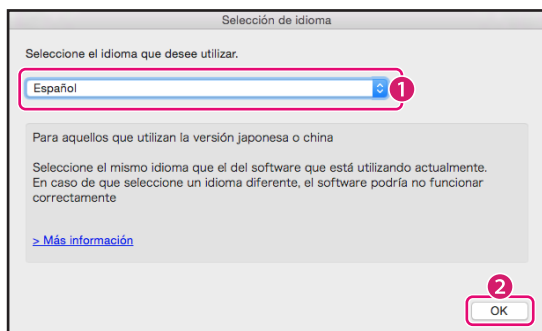 Selección de idioma
Seleccione el idioma que desee utilizar.
Español
1
Para aquellos que utilizan la versión japonesa o china
Seleccione el mismo idioma que el del software que está utilizando actualmente.
En caso de que seleccione un idioma diferente, el software podría no funcionar
correctamente
> Más información
2
OK